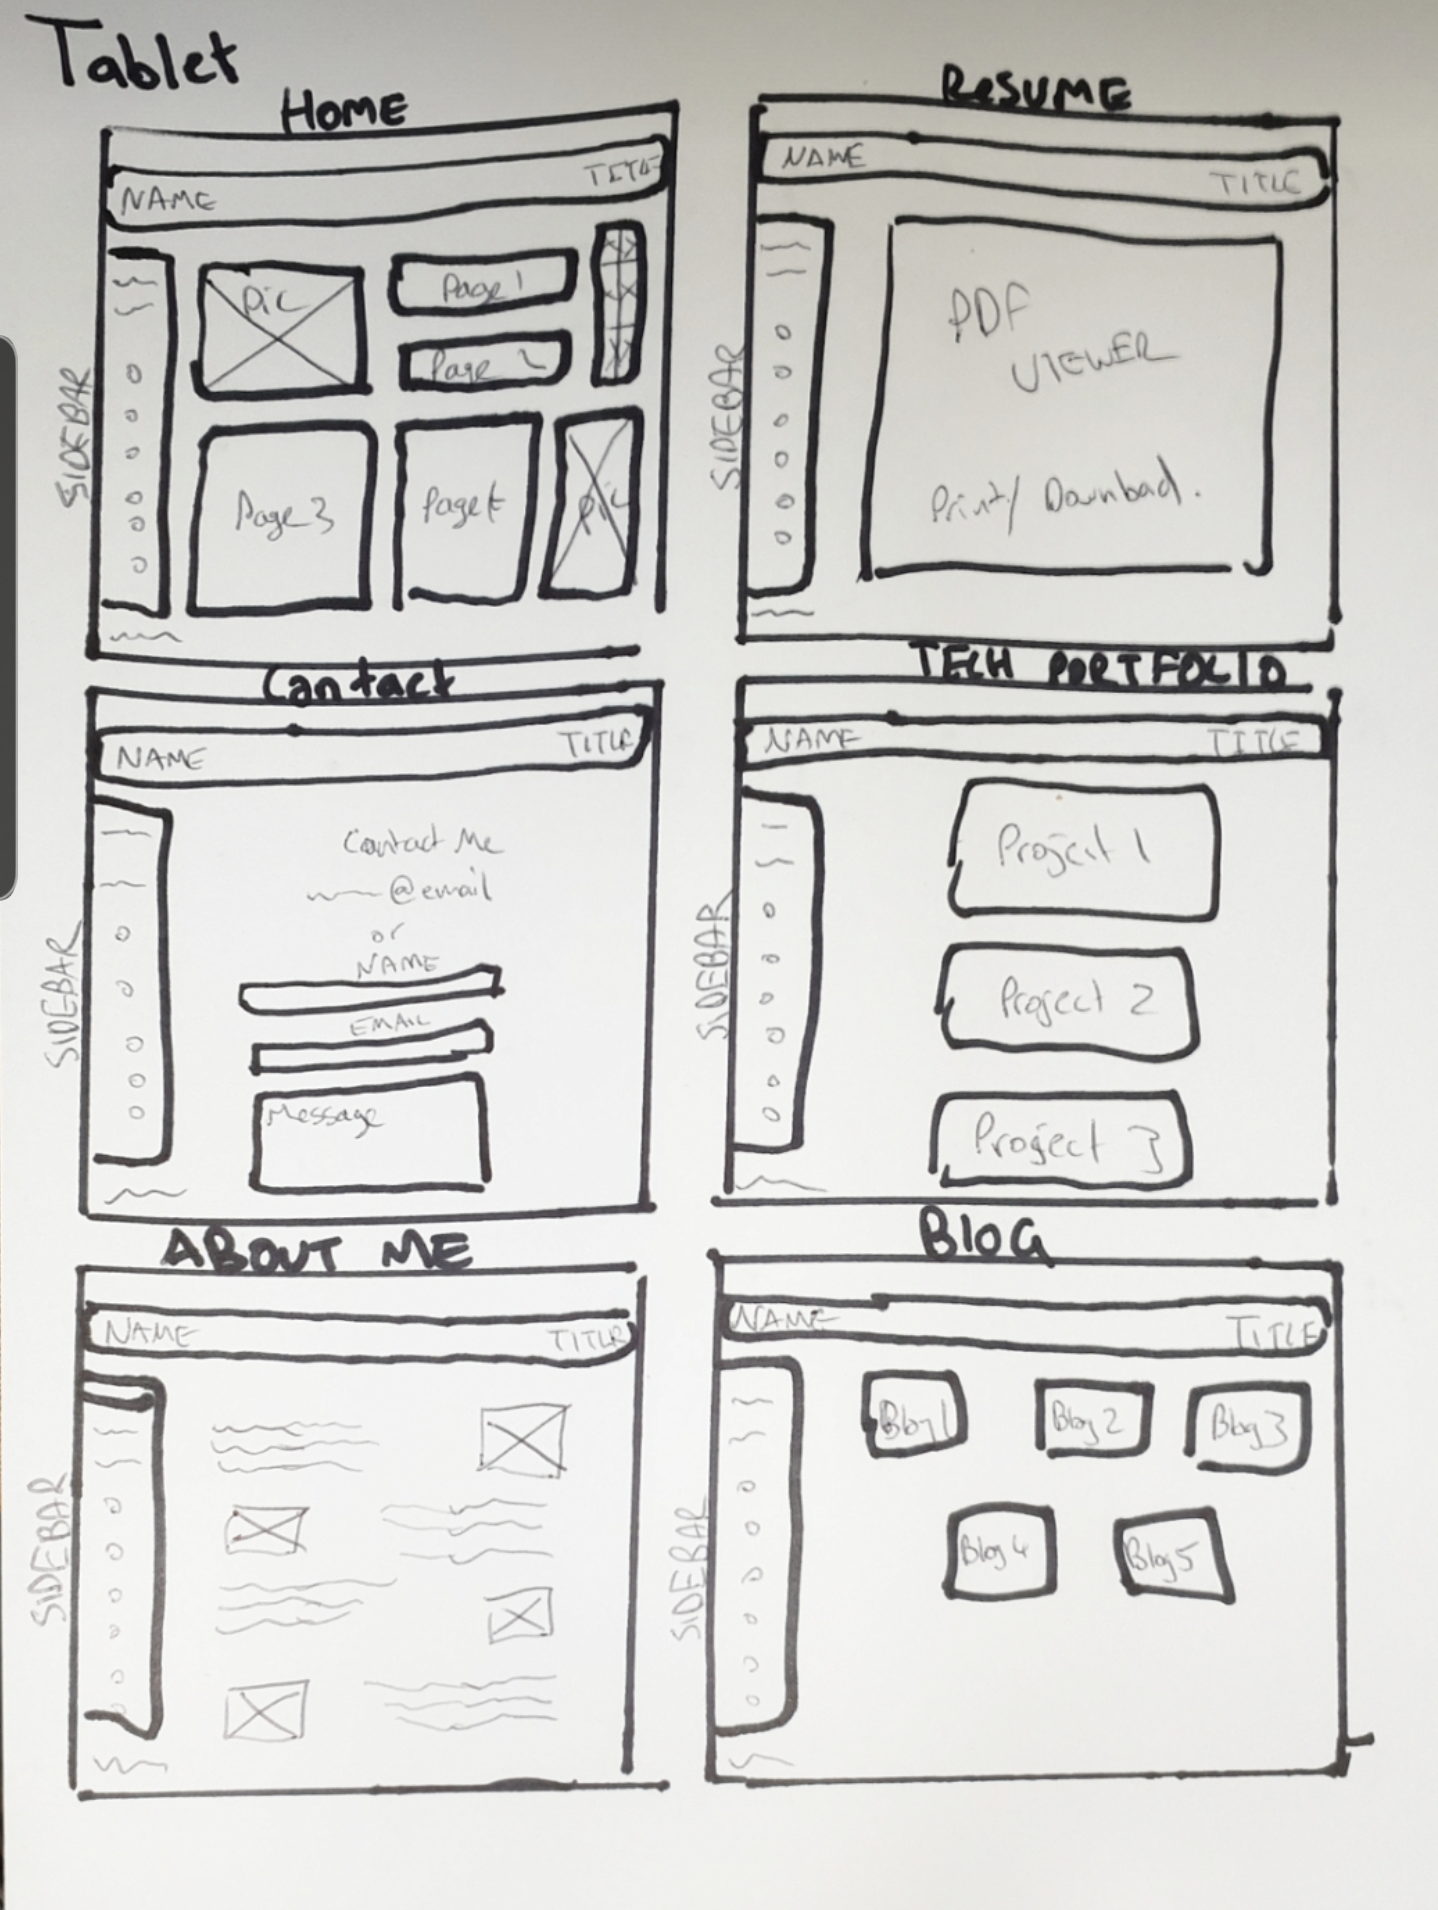 Tablet
HOME
NAME
TITLE
SIDEBAR
Pic
Page 1
Page 2
Page 3
Pic
RESUME
NAME
TITLE
SIDEBAR
PDF
VIEWER
Print/ Download.
Contact
NAME
TITLE
SIDEBAR
Contact Me
@email
or
NAME
EMAIL
Message
TECH PORTFOLIO
NAME
TITLE
SIDEBAR
Project 1
Project 2
Project 3
ABOUT ME
NAME
TITLE
SIDEBAR
BLOG
NAME
TITLE
SIDEBAR
Blog 1
Blog 2
Blog 3
Blog 4
Blog 5